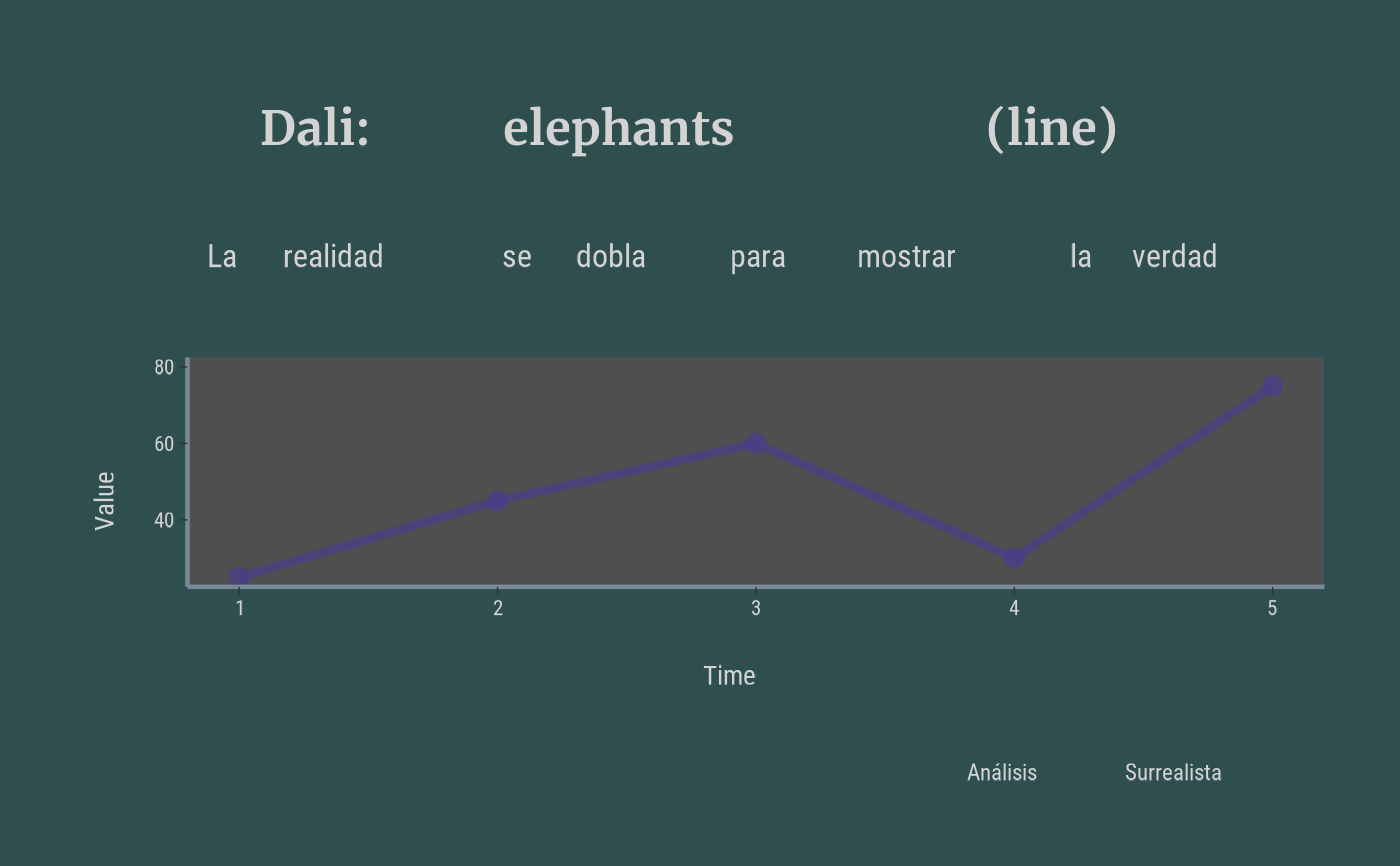 Dali: elephants (line)
La realidad se dobla para mostrar la verdad
80
60
40
Value
1 2 3 4 5
Time
Análisis Surrealista